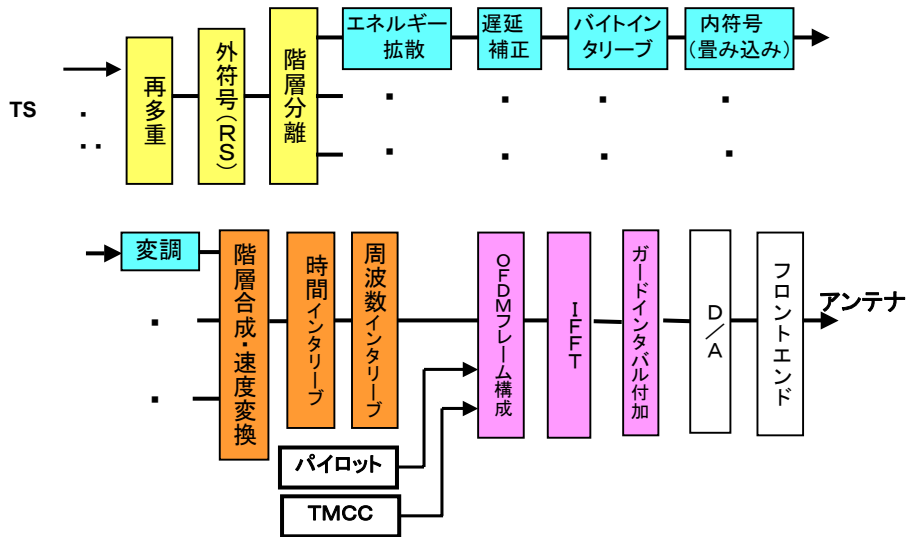 TS
再多重
外符号(RS)
階層分離
エネルギー
拡散
遅延
補正
バイトイン
タリーブ
内符号
(畳み込み)
変調
階層合成・速度変換
時間インタリーブ
周波数インタリーブ
OFDMフレーム構成
IFFT
ガードインタバル付加
D/A
フロントエンド
アンテナ
パイロット
TMCC